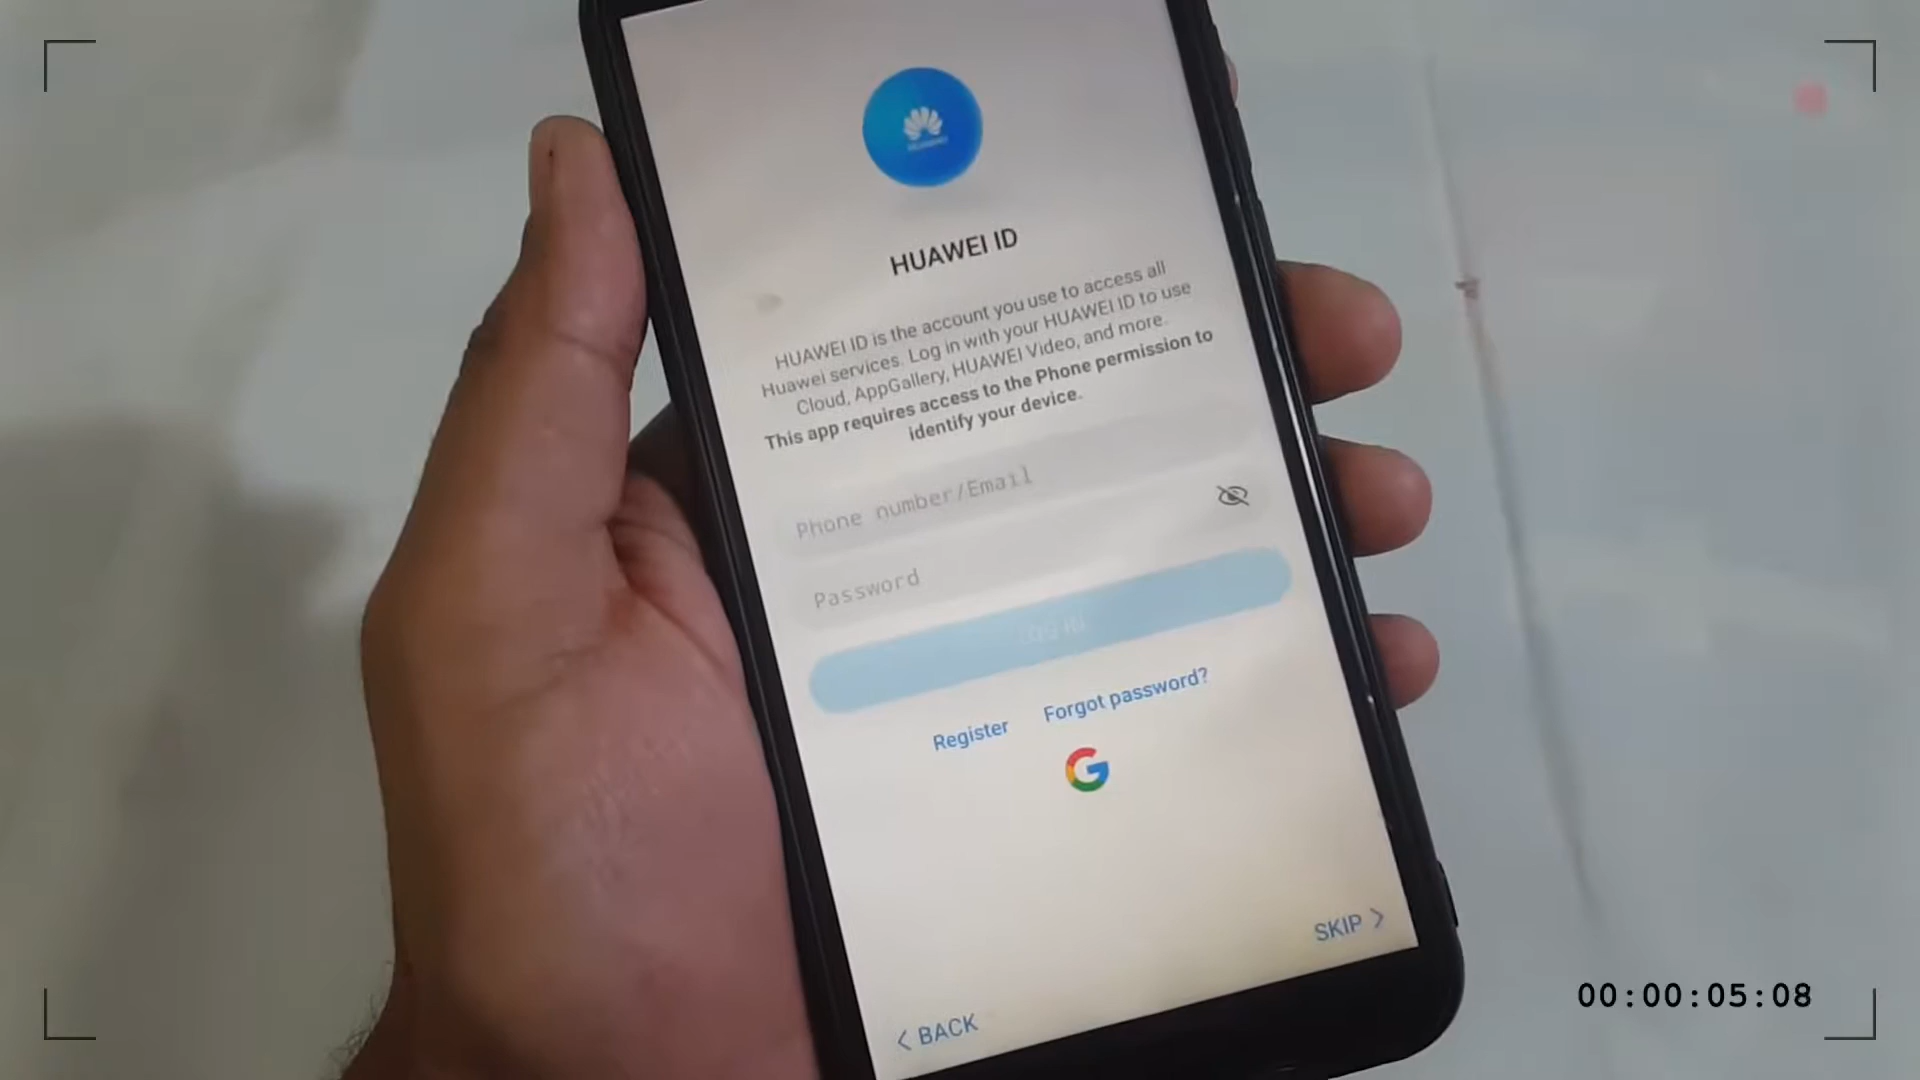 HUAWEI
HUAWEI ID
HUAWEI ID is the account you use to access all
Huawei services. Log in with your HUAWEI ID to use
Cloud, AppGallery, HUAWEI Video, and more.
This app requires access to the Phone permission to
identify your device.
Phone number/Email
Password
LOG IN
Register Forgot password?
G
SKIP >
< BACK
00:00:05:08